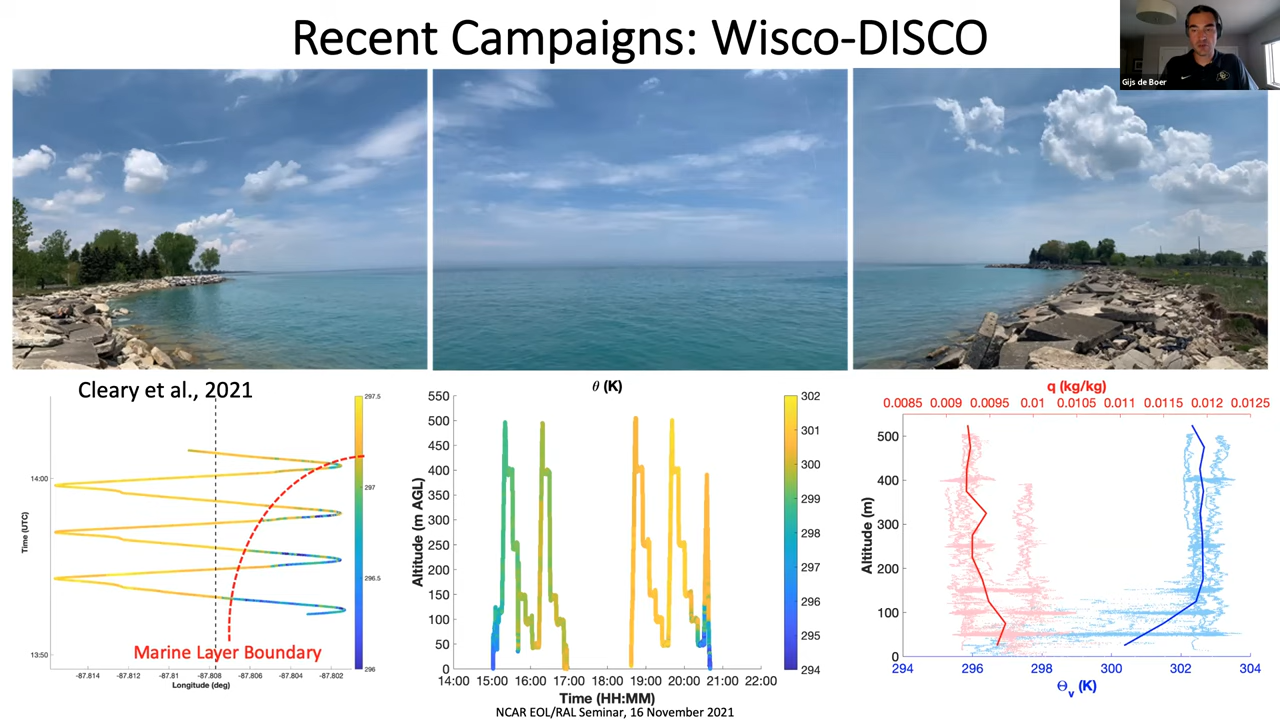 Recent Campaigns: Wisco-DISCO
Gijs de Boer
Cleary et al., 2021
297.5
297
296.5
296
14:00
13:50
Time (UTC)
Marine Layer Boundary
-87.814 -87.812 -87.81 -87.808 -87.806 -87.804 -87.802
Longitude (deg)
θ (K)
550
500
450
400
350
300
250
200
150
100
50
0
Altitude (m AGL)
14:00 15:00 16:00 17:00 18:00 19:00 20:00 21:00 22:00
Time (HH:MM)
302
301
300
299
298
297
296
295
294
q (kg/kg)
0.0085 0.009 0.0095 0.01 0.0105 0.011 0.0115 0.012 0.0125
500
400
300
200
100
0
Altitude (m)
294 296 298 300 302 304
Θv (K)
NCAR EOL/RAL Seminar, 16 November 2021